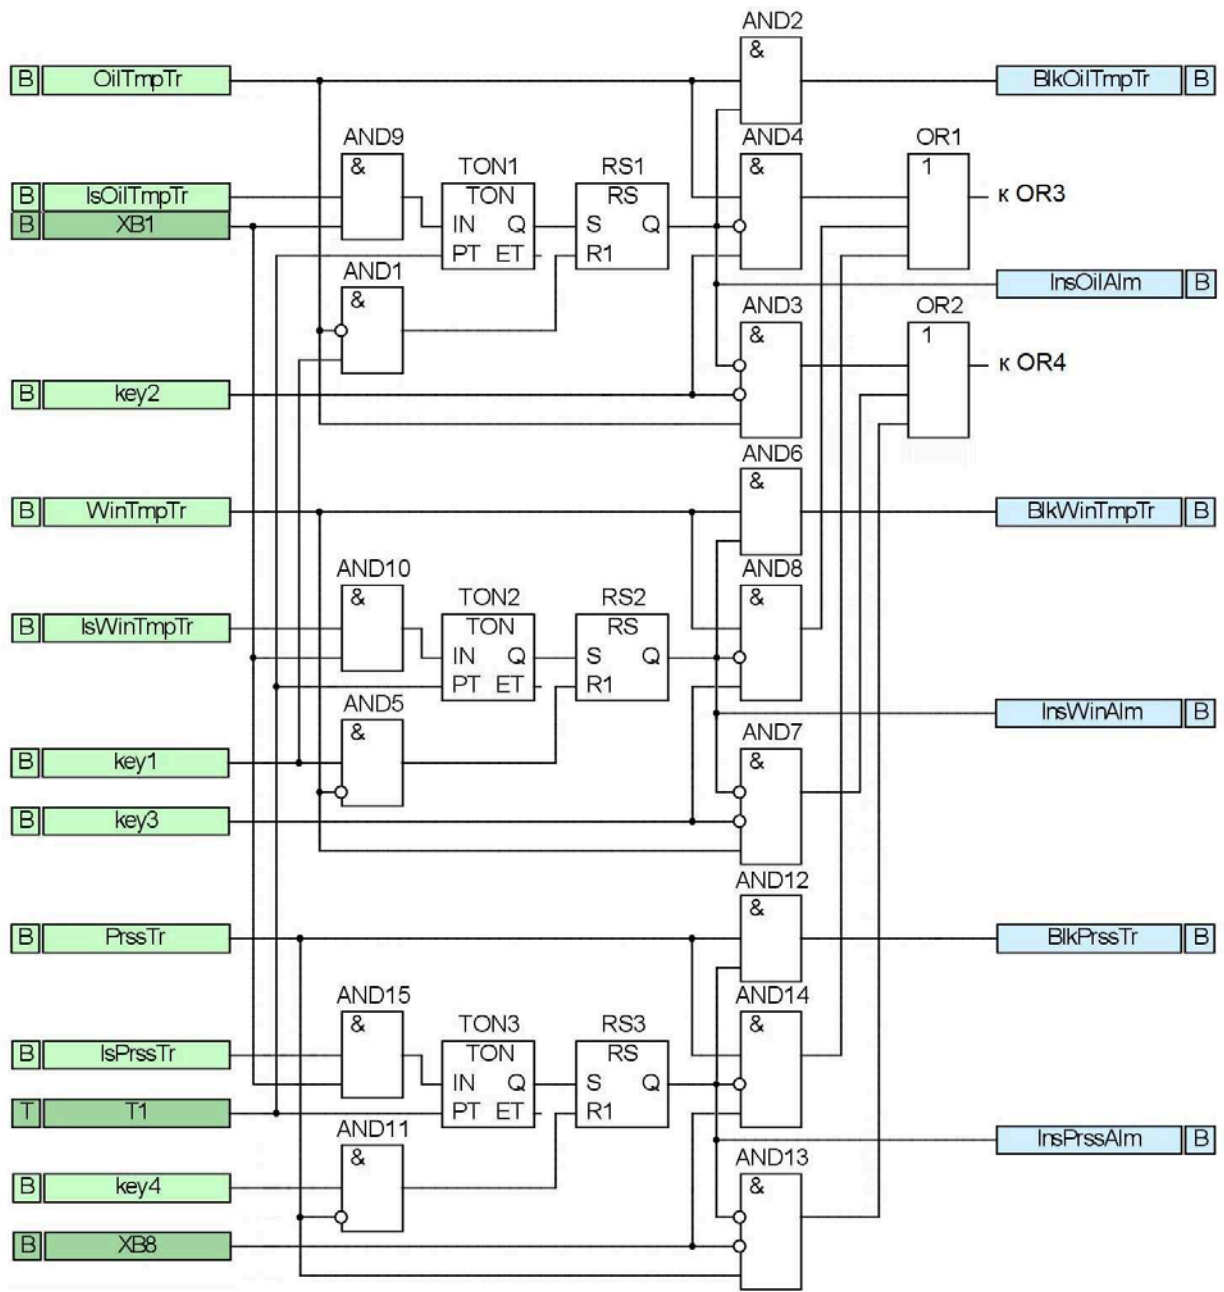 AND2
& 
B OilTmpTr BlkOilTmpTr B
AND9 AND4 OR1
& TON1 RS1 & 1
B IsOilTmpTr TON RS к OR3
B XB1 IN Q S Q
PT ET R1
AND1 InsOilAlm B
& AND3 OR2
& 1
к OR4
B key2
AND6
&
B WinTmpTr BlkWinTmpTr B
AND10 AND8
& TON2 RS2 &
B IsWinTmpTr TON RS
IN Q S Q
PT ET R1
AND5 InsWinAlm B
& AND7
B key1 &
B key3
AND12
&
B PrssTr BlkPrssTr B
AND15 AND14
& TON3 RS3 &
B IsPrssTr TON RS
IN Q S Q
T T1 PT ET R1
AND11 InsPrssAlm B
& AND13
B key4 &
B XB8